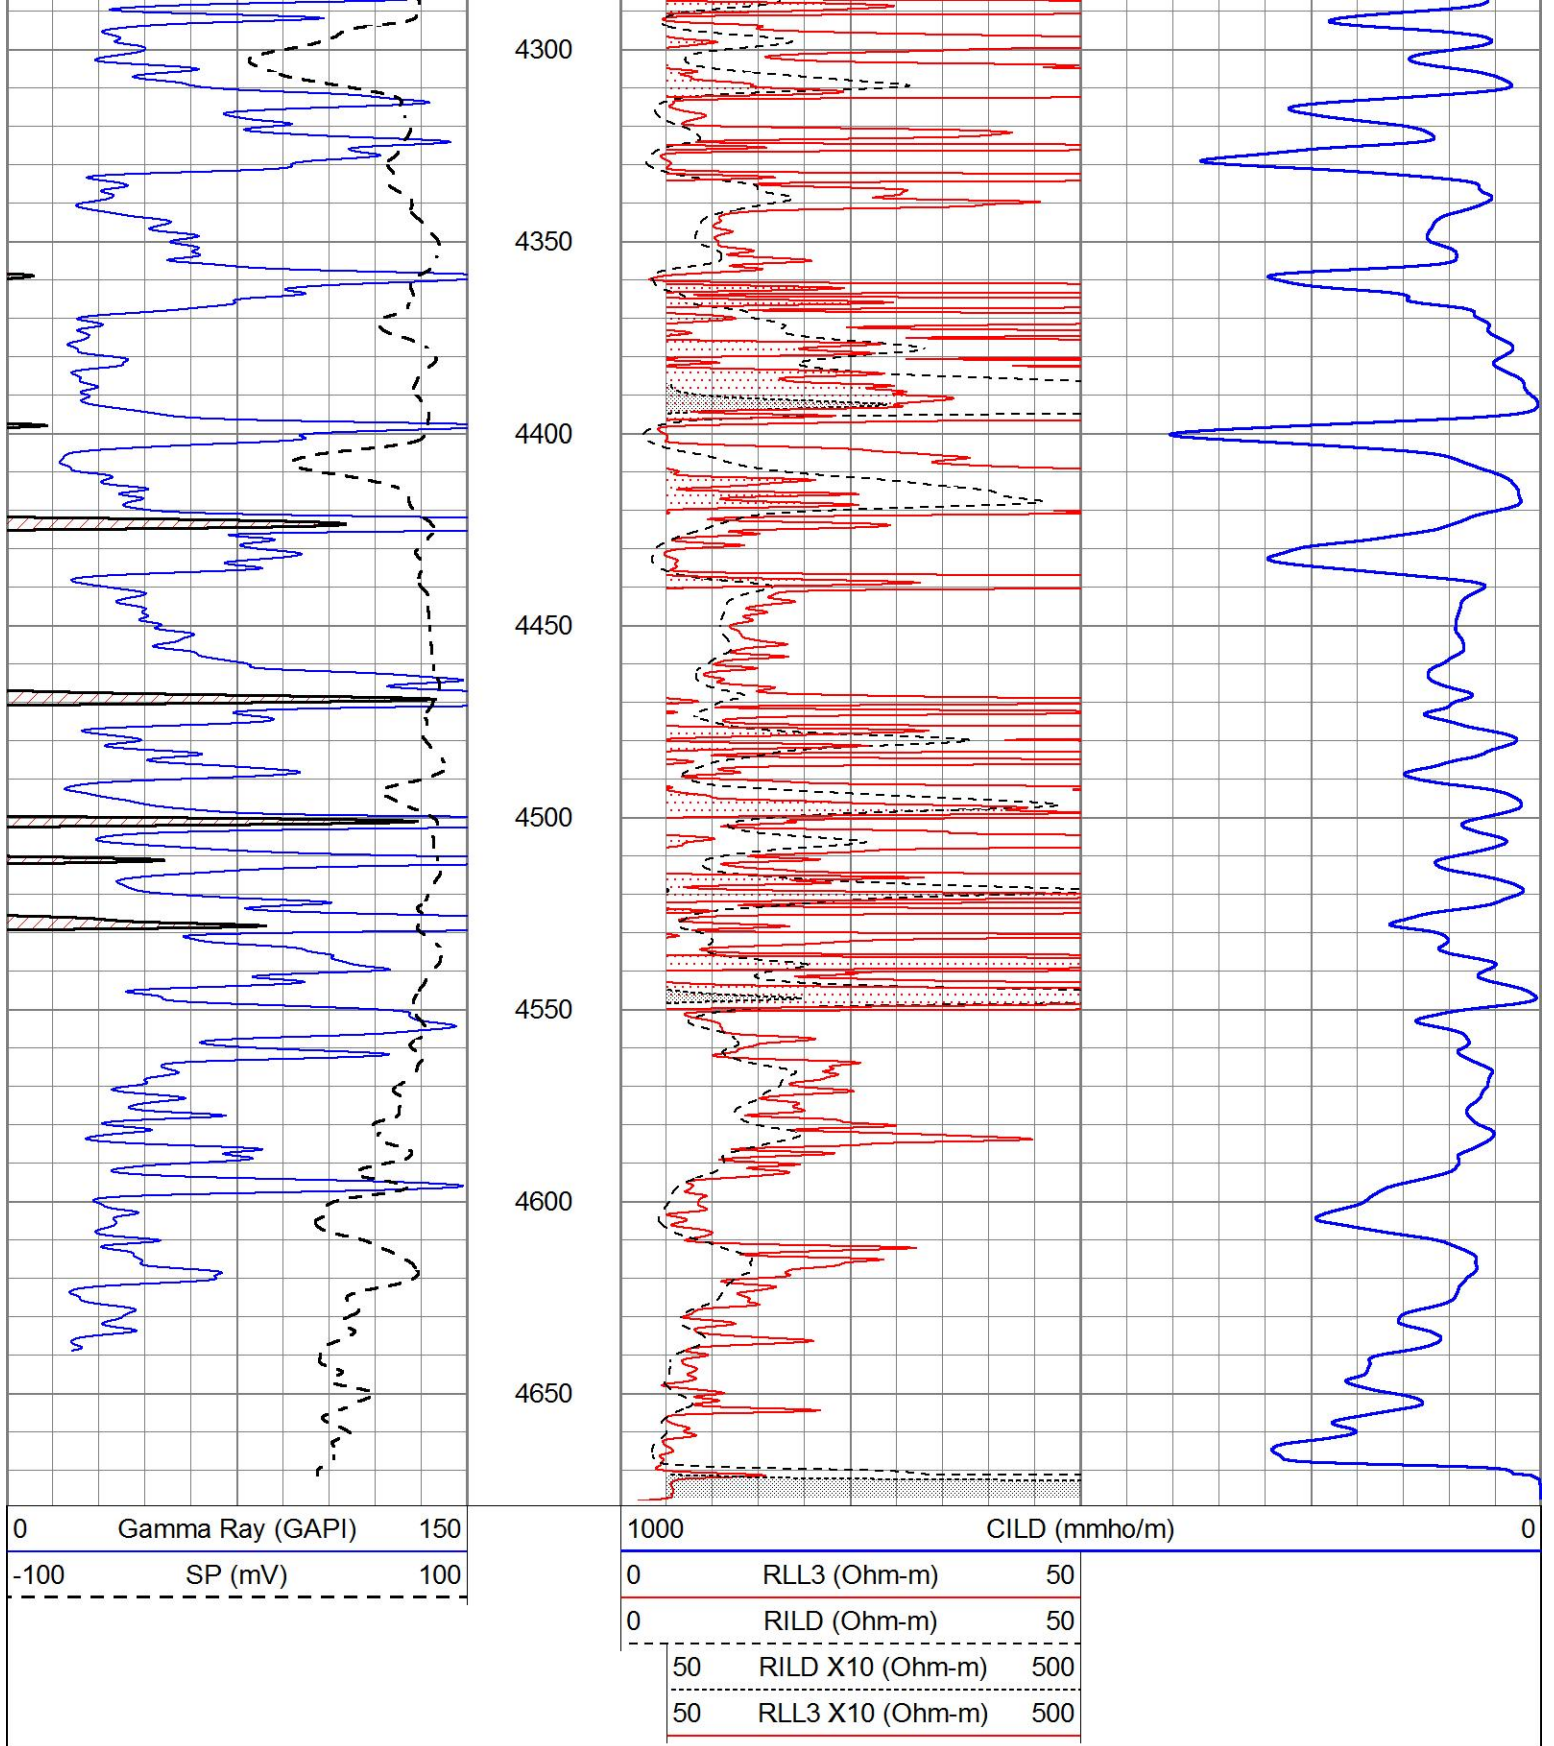 4300
4350
4400
4450
4500
4550
4600
4650
0 Gamma Ray (GAPI) 150
-100 SP (mV) 100
1000 CILD (mmho/m) 0
0 RLL3 (Ohm-m) 50
0 RILD (Ohm-m) 50
50 RILD X10 (Ohm-m) 500
50 RLL3 X10 (Ohm-m) 500